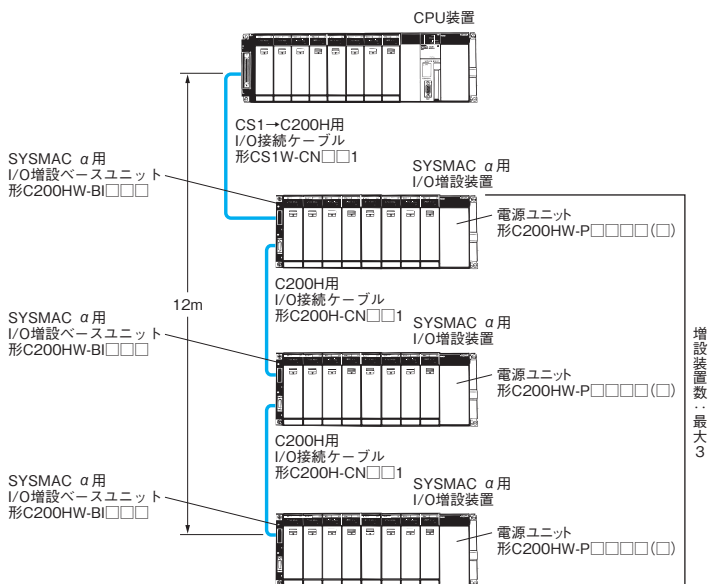 CPU装置
CS1→C200H用
I/O接続ケーブル
形CS1W-CN□□1
SYSMAC α用
I/O増設ベースユニット
形C200HW-BI□□□
SYSMAC α用
I/O増設装置
電源ユニット
形C200HW-P□□□□(□)
C200H用
I/O接続ケーブル
形C200H-CN□□1
12m
SYSMAC α用
I/O増設ベースユニット
形C200HW-BI□□□
SYSMAC α用
I/O増設装置
電源ユニット
形C200HW-P□□□□(□)
増設装置数：最大3
C200H用
I/O接続ケーブル
形C200H-CN□□1
SYSMAC α用
I/O増設ベースユニット
形C200HW-BI□□□
SYSMAC α用
I/O増設装置
電源ユニット
形C200HW-P□□□□(□)